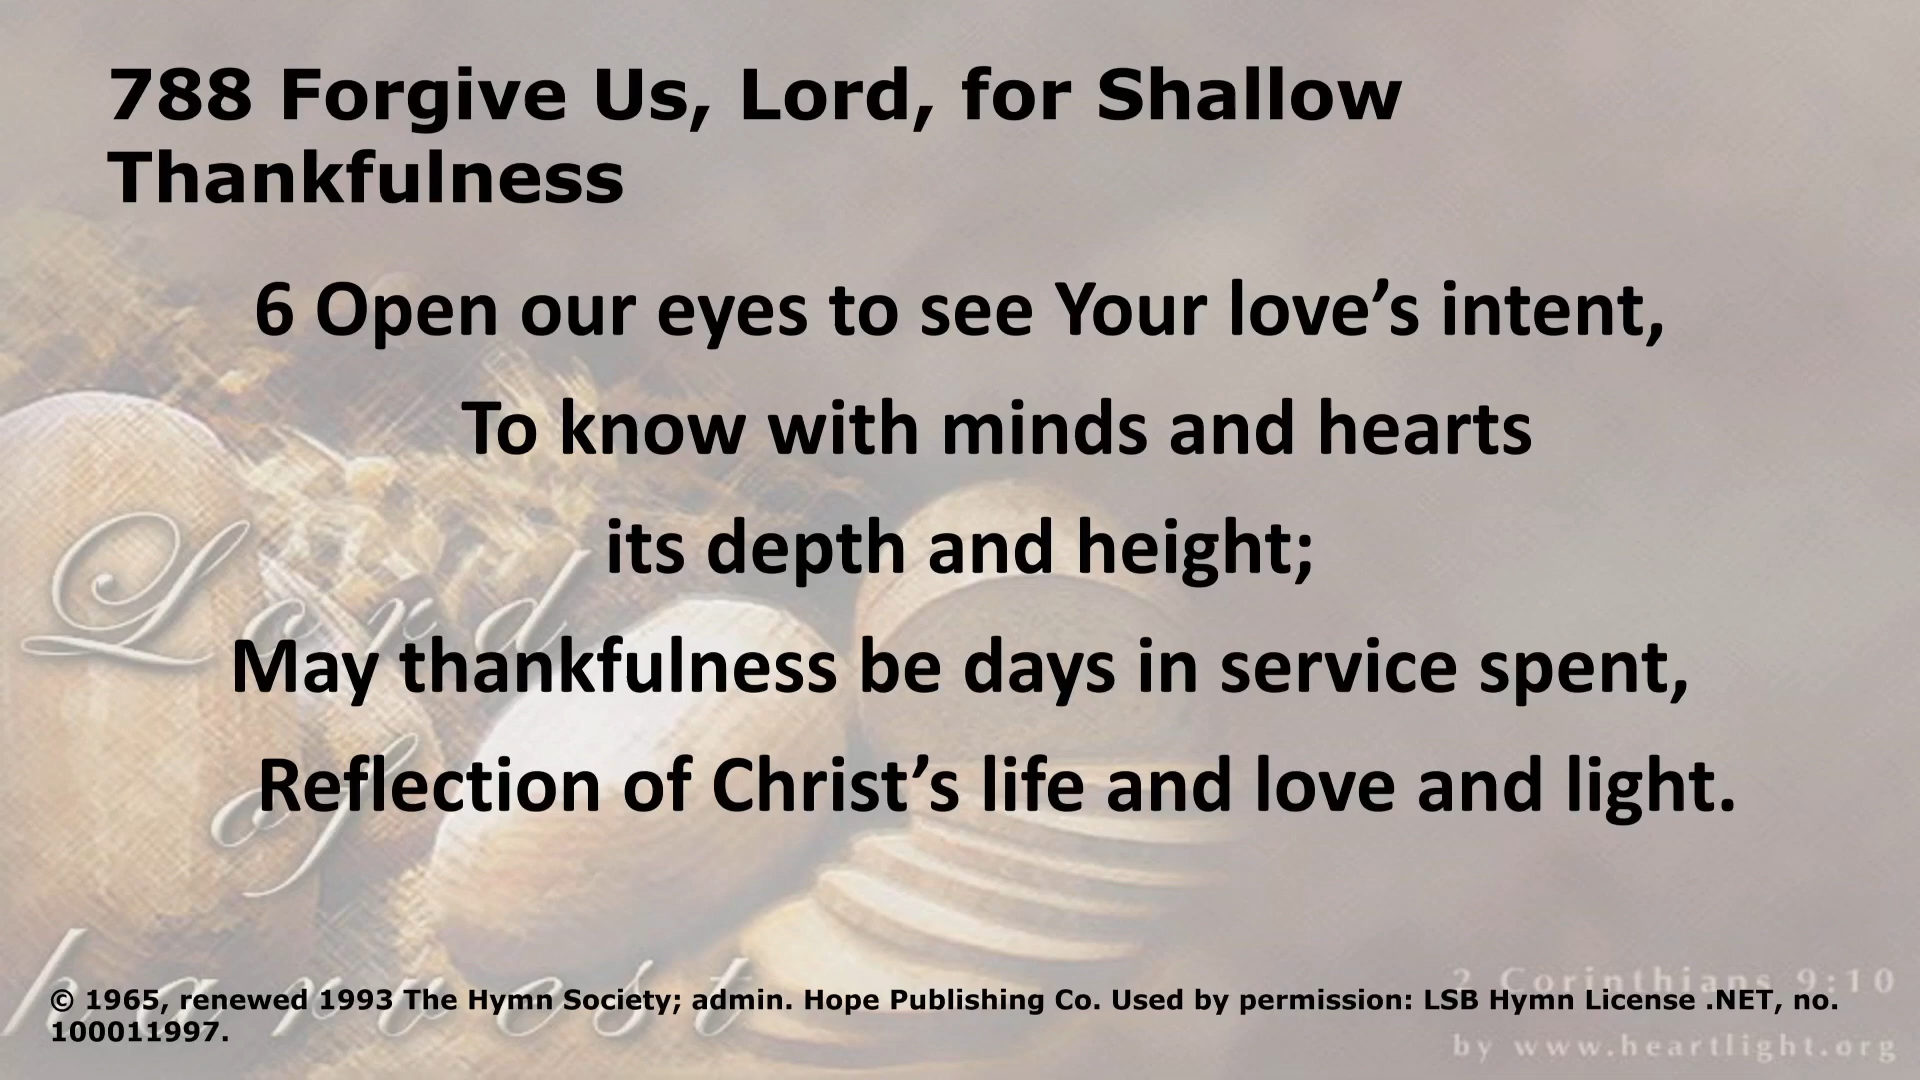 788 Forgive Us, Lord, for Shallow
Thankfulness
6 Open our eyes to see Your love’s intent,
To know with minds and hearts
its depth and height;
May thankfulness be days in service spent,
Reflection of Christ’s life and love and light.
Lord
of
harvest
2 Corinthians 9:10
© 1965, renewed 1993 The Hymn Society; admin. Hope Publishing Co. Used by permission: LSB Hymn License .NET, no.
100011997.
by www.heartlight.org